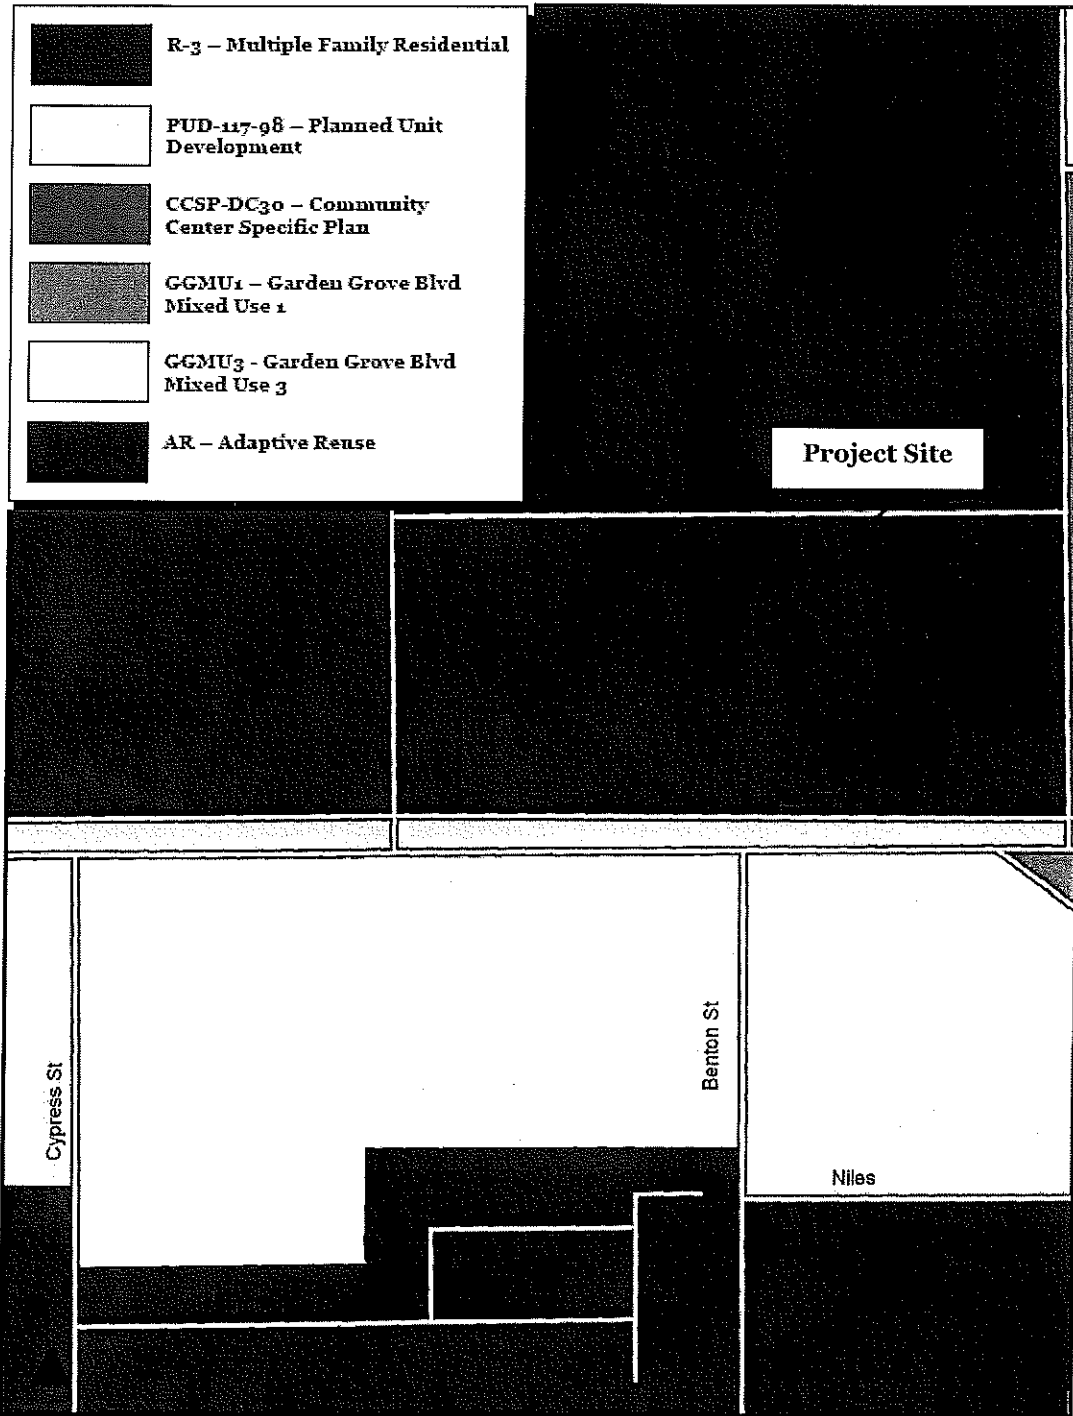 R-3 – Multiple Family Residential
PUD-117-98 – Planned Unit
Development
CCSP-DC30 – Community
Center Specific Plan
GGMU1 – Garden Grove Blvd
Mixed Use 1
GGMU3 - Garden Grove Blvd
Mixed Use 3
AR – Adaptive Reuse
Project Site
Cypress St
Benton St
Niles